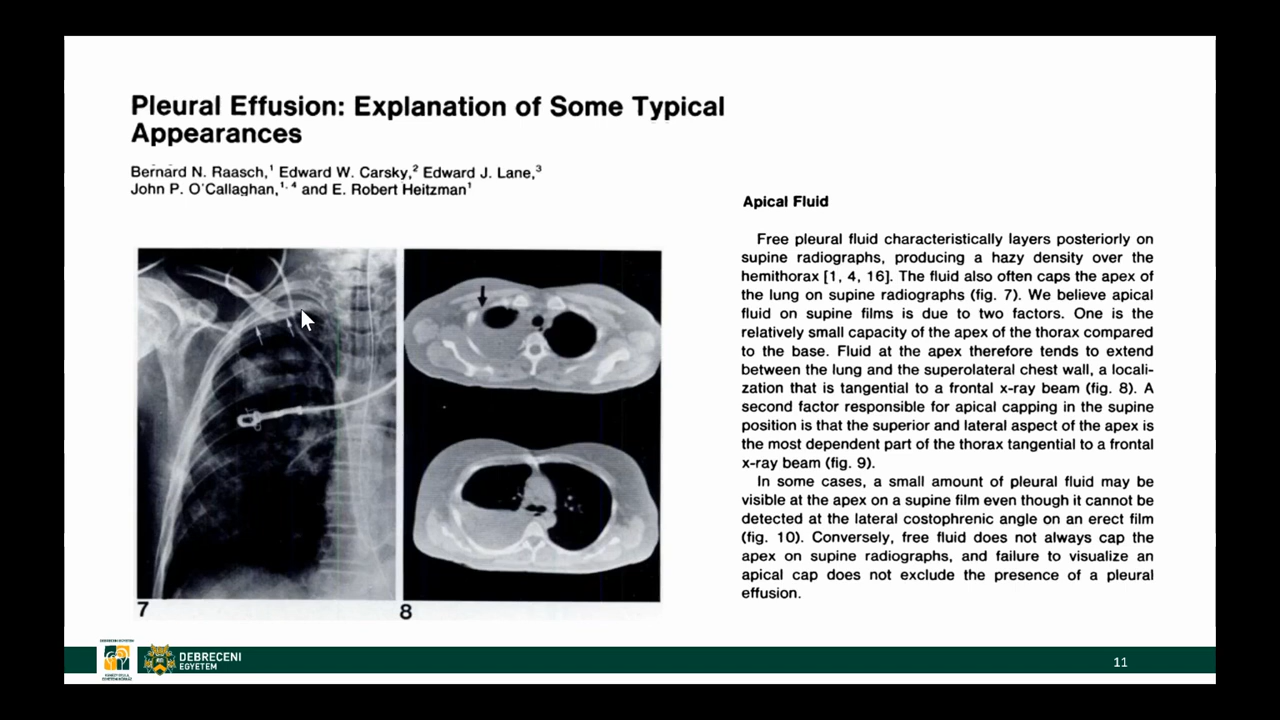 Pleural Effusion: Explanation of Some Typical
Appearances
Bernard N. Raasch,¹ Edward W. Carsky,² Edward J. Lane,³
John P. O'Callaghan,¹· ⁴ and E. Robert Heitzman¹
7
8
Apical Fluid
Free pleural fluid characteristically layers posteriorly on
supine radiographs, producing a hazy density over the
hemithorax [1, 4, 16]. The fluid also often caps the apex of
the lung on supine radiographs (fig. 7). We believe apical
fluid on supine films is due to two factors. One is the
relatively small capacity of the apex of the thorax compared
to the base. Fluid at the apex therefore tends to extend
between the lung and the superolateral chest wall, a locali-
zation that is tangential to a frontal x-ray beam (fig. 8). A
second factor responsible for apical capping in the supine
position is that the superior and lateral aspect of the apex is
the most dependent part of the thorax tangential to a frontal
x-ray beam (fig. 9).
In some cases, a small amount of pleural fluid may be
visible at the apex on a supine film even though it cannot be
detected at the lateral costophrenic angle on an erect film
(fig. 10). Conversely, free fluid does not always cap the
apex on supine radiographs, and failure to visualize an
apical cap does not exclude the presence of a pleural
effusion.
DEBRECENI
EGYETEM
11